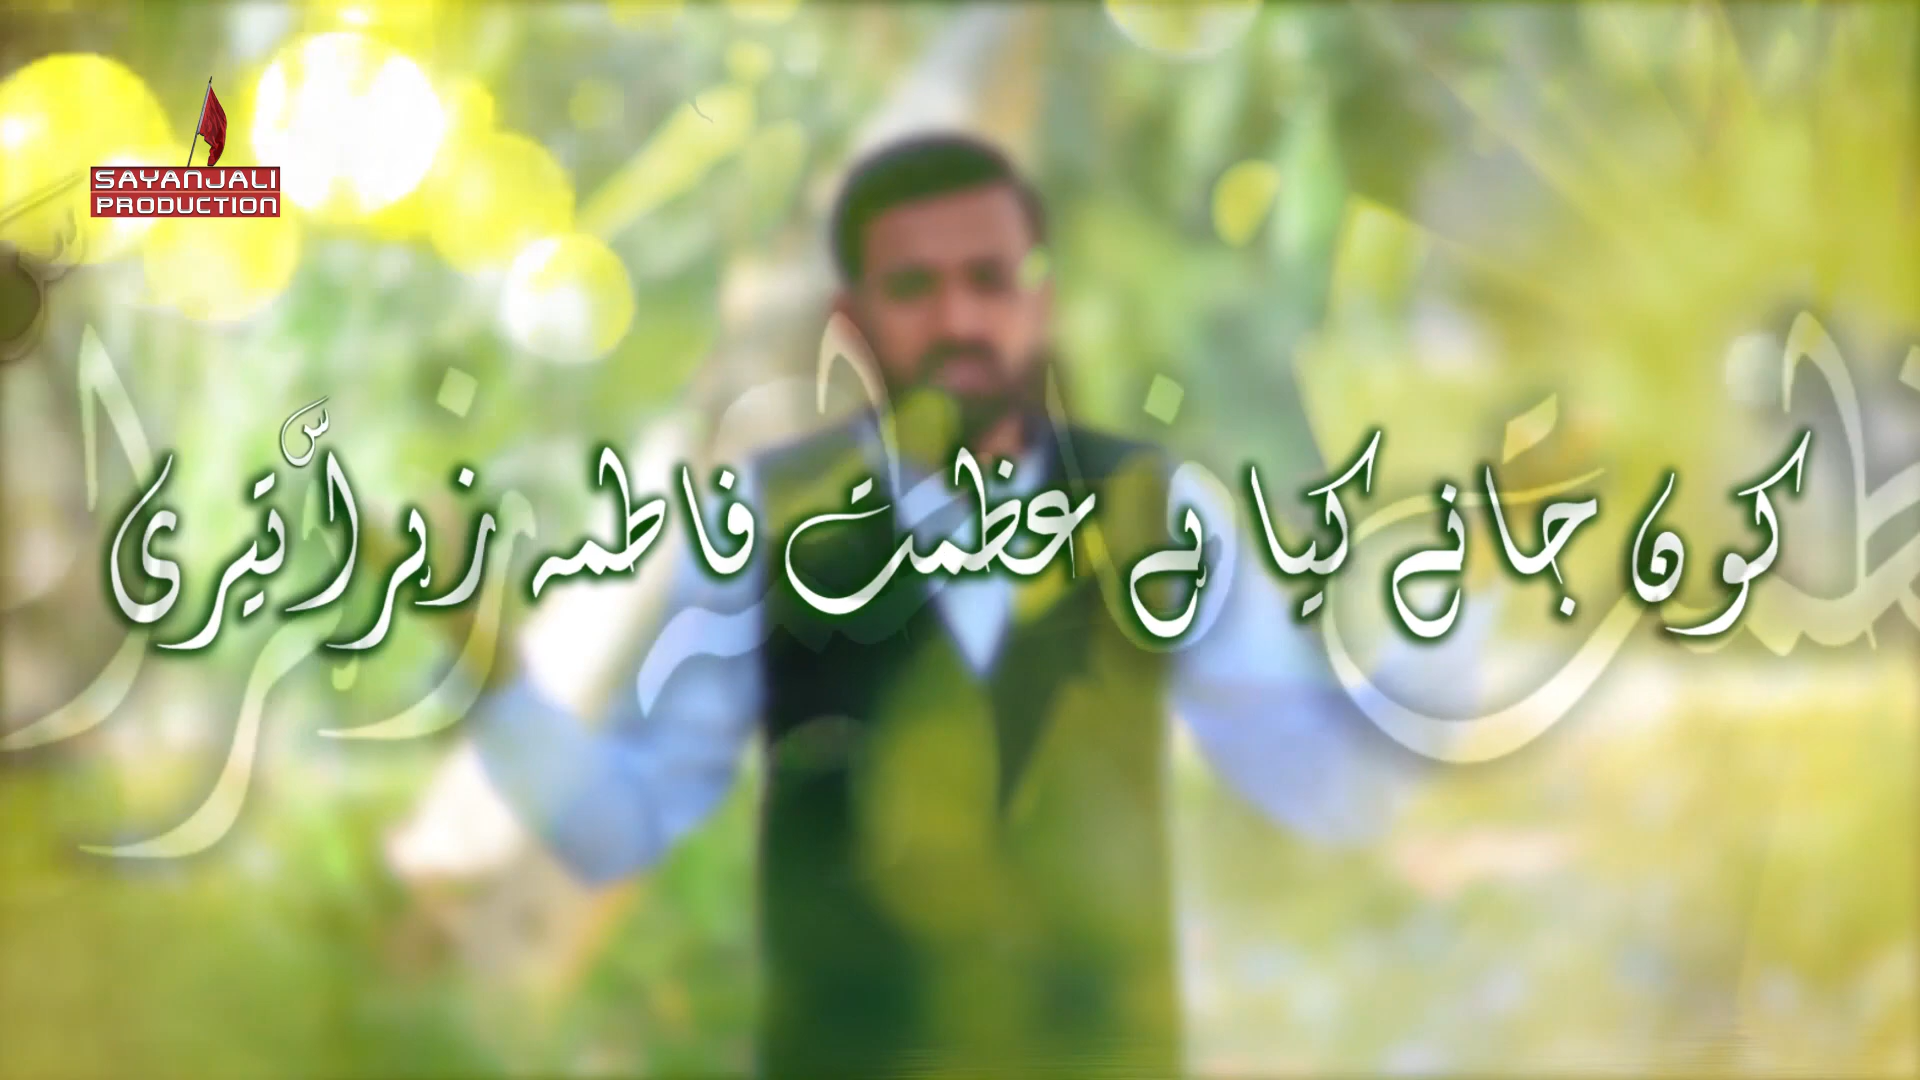 SAYANJALI
PRODUCTION
کون جانے کیا ہے عظمت فاطمہ زہراؑ تیری